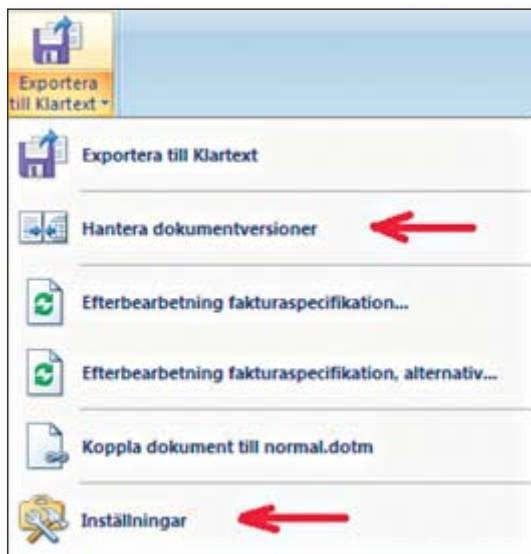 Exportera
till Klartext
Exportera till Klartext
Hantera dokumentversioner
Efterbearbetning fakturaspecifikation...
Efterbearbetning fakturaspecifikation, alternativ...
Koppla dokument till normal.dotm
Inställningar